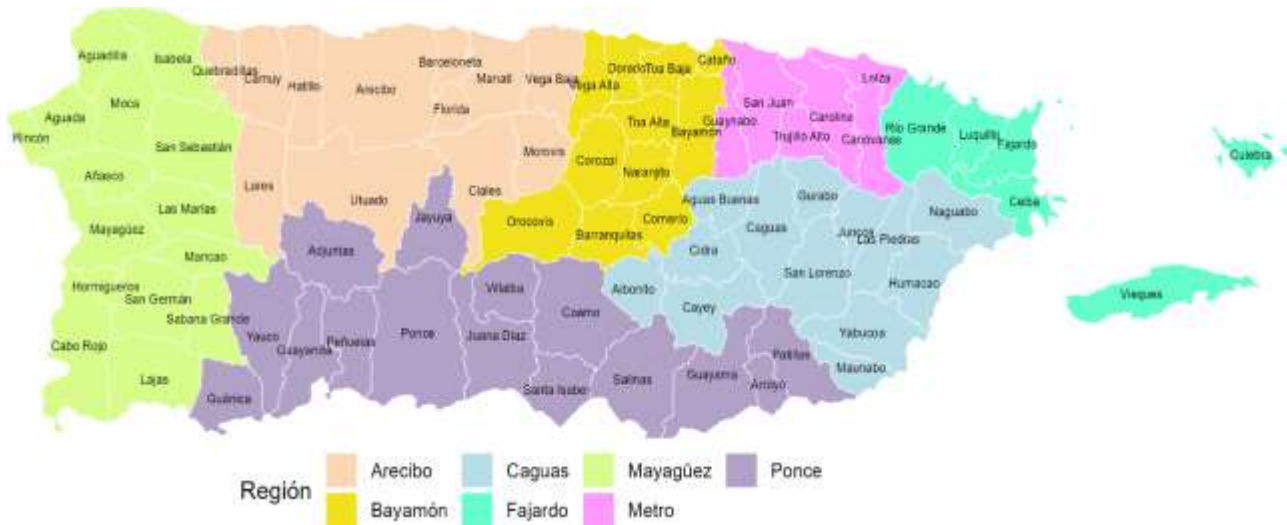 Aguadilla
Isabela
Quebradillas
Camuy
Hatillo
Arecibo
Barceloneta
Manatí
Vega Baja
Vega Alta
Dorado
Toa Baja
Cataño
Loíza
Moca
Aguada
Rincón
San Sebastián
Añasco
Florida
Morovis
Ciales
Lares
Utuado
Toa Alta
Bayamón
Corozal
Naranjito
Orocovis
Barranquitas
Comerío
Guaynabo
San Juan
Trujillo Alto
Carolina
Canóvanas
Río Grande
Luquillo
Fajardo
Culebra
Ceiba
Vieques
Las Marías
Mayagüez
Maricao
Hormigueros
San Germán
Sabana Grande
Cabo Rojo
Lajas
Jayuya
Adjuntas
Villalba
Coamo
Yauco
Guayanilla
Peñuelas
Ponce
Juana Díaz
Guánica
Santa Isabel
Salinas
Guayama
Arroyo
Patillas
Aguas Buenas
Gurabo
Caguas
Naguabo
Juncos
Las Piedras
Cidra
San Lorenzo
Humacao
Aibonito
Cayey
Yabucoa
Maunabo
Región
Arecibo
Caguas
Mayagüez
Ponce
Bayamón
Fajardo
Metro